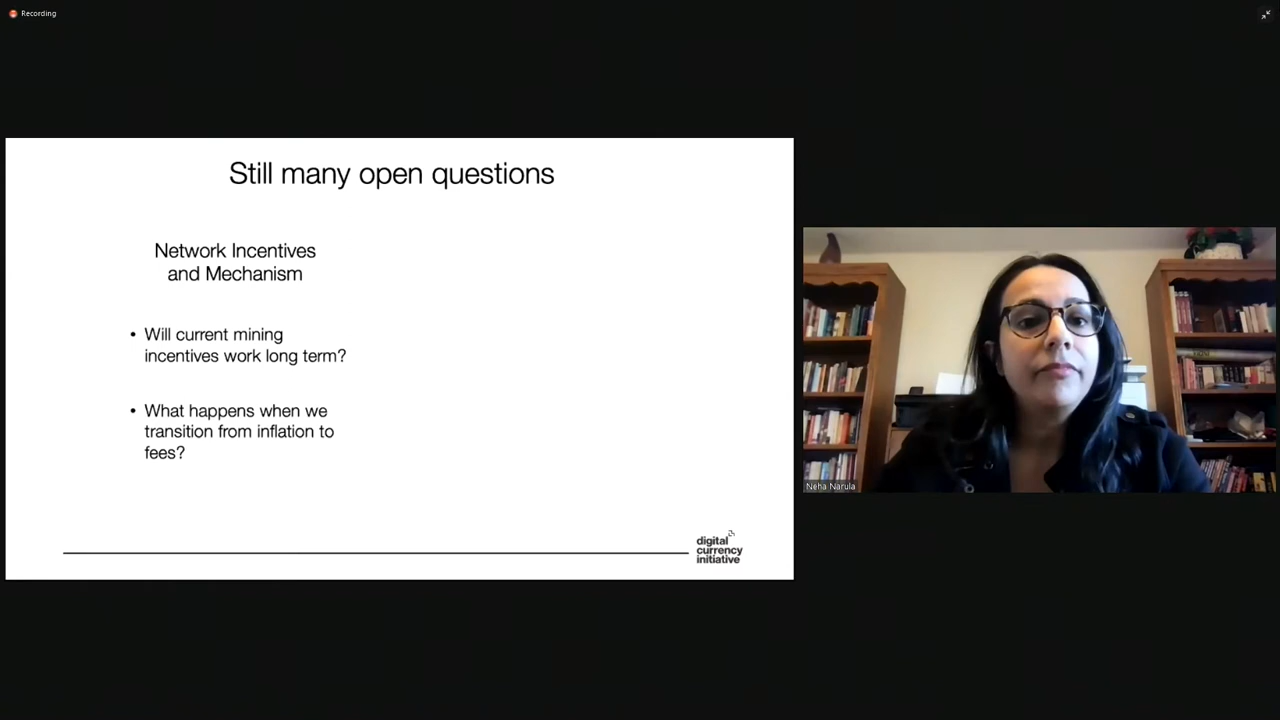 Recording
Still many open questions
Network Incentives
and Mechanism
• Will current mining
incentives work long term?
• What happens when we
transition from inflation to
fees?
digital
currency
initiative
Neha Narula